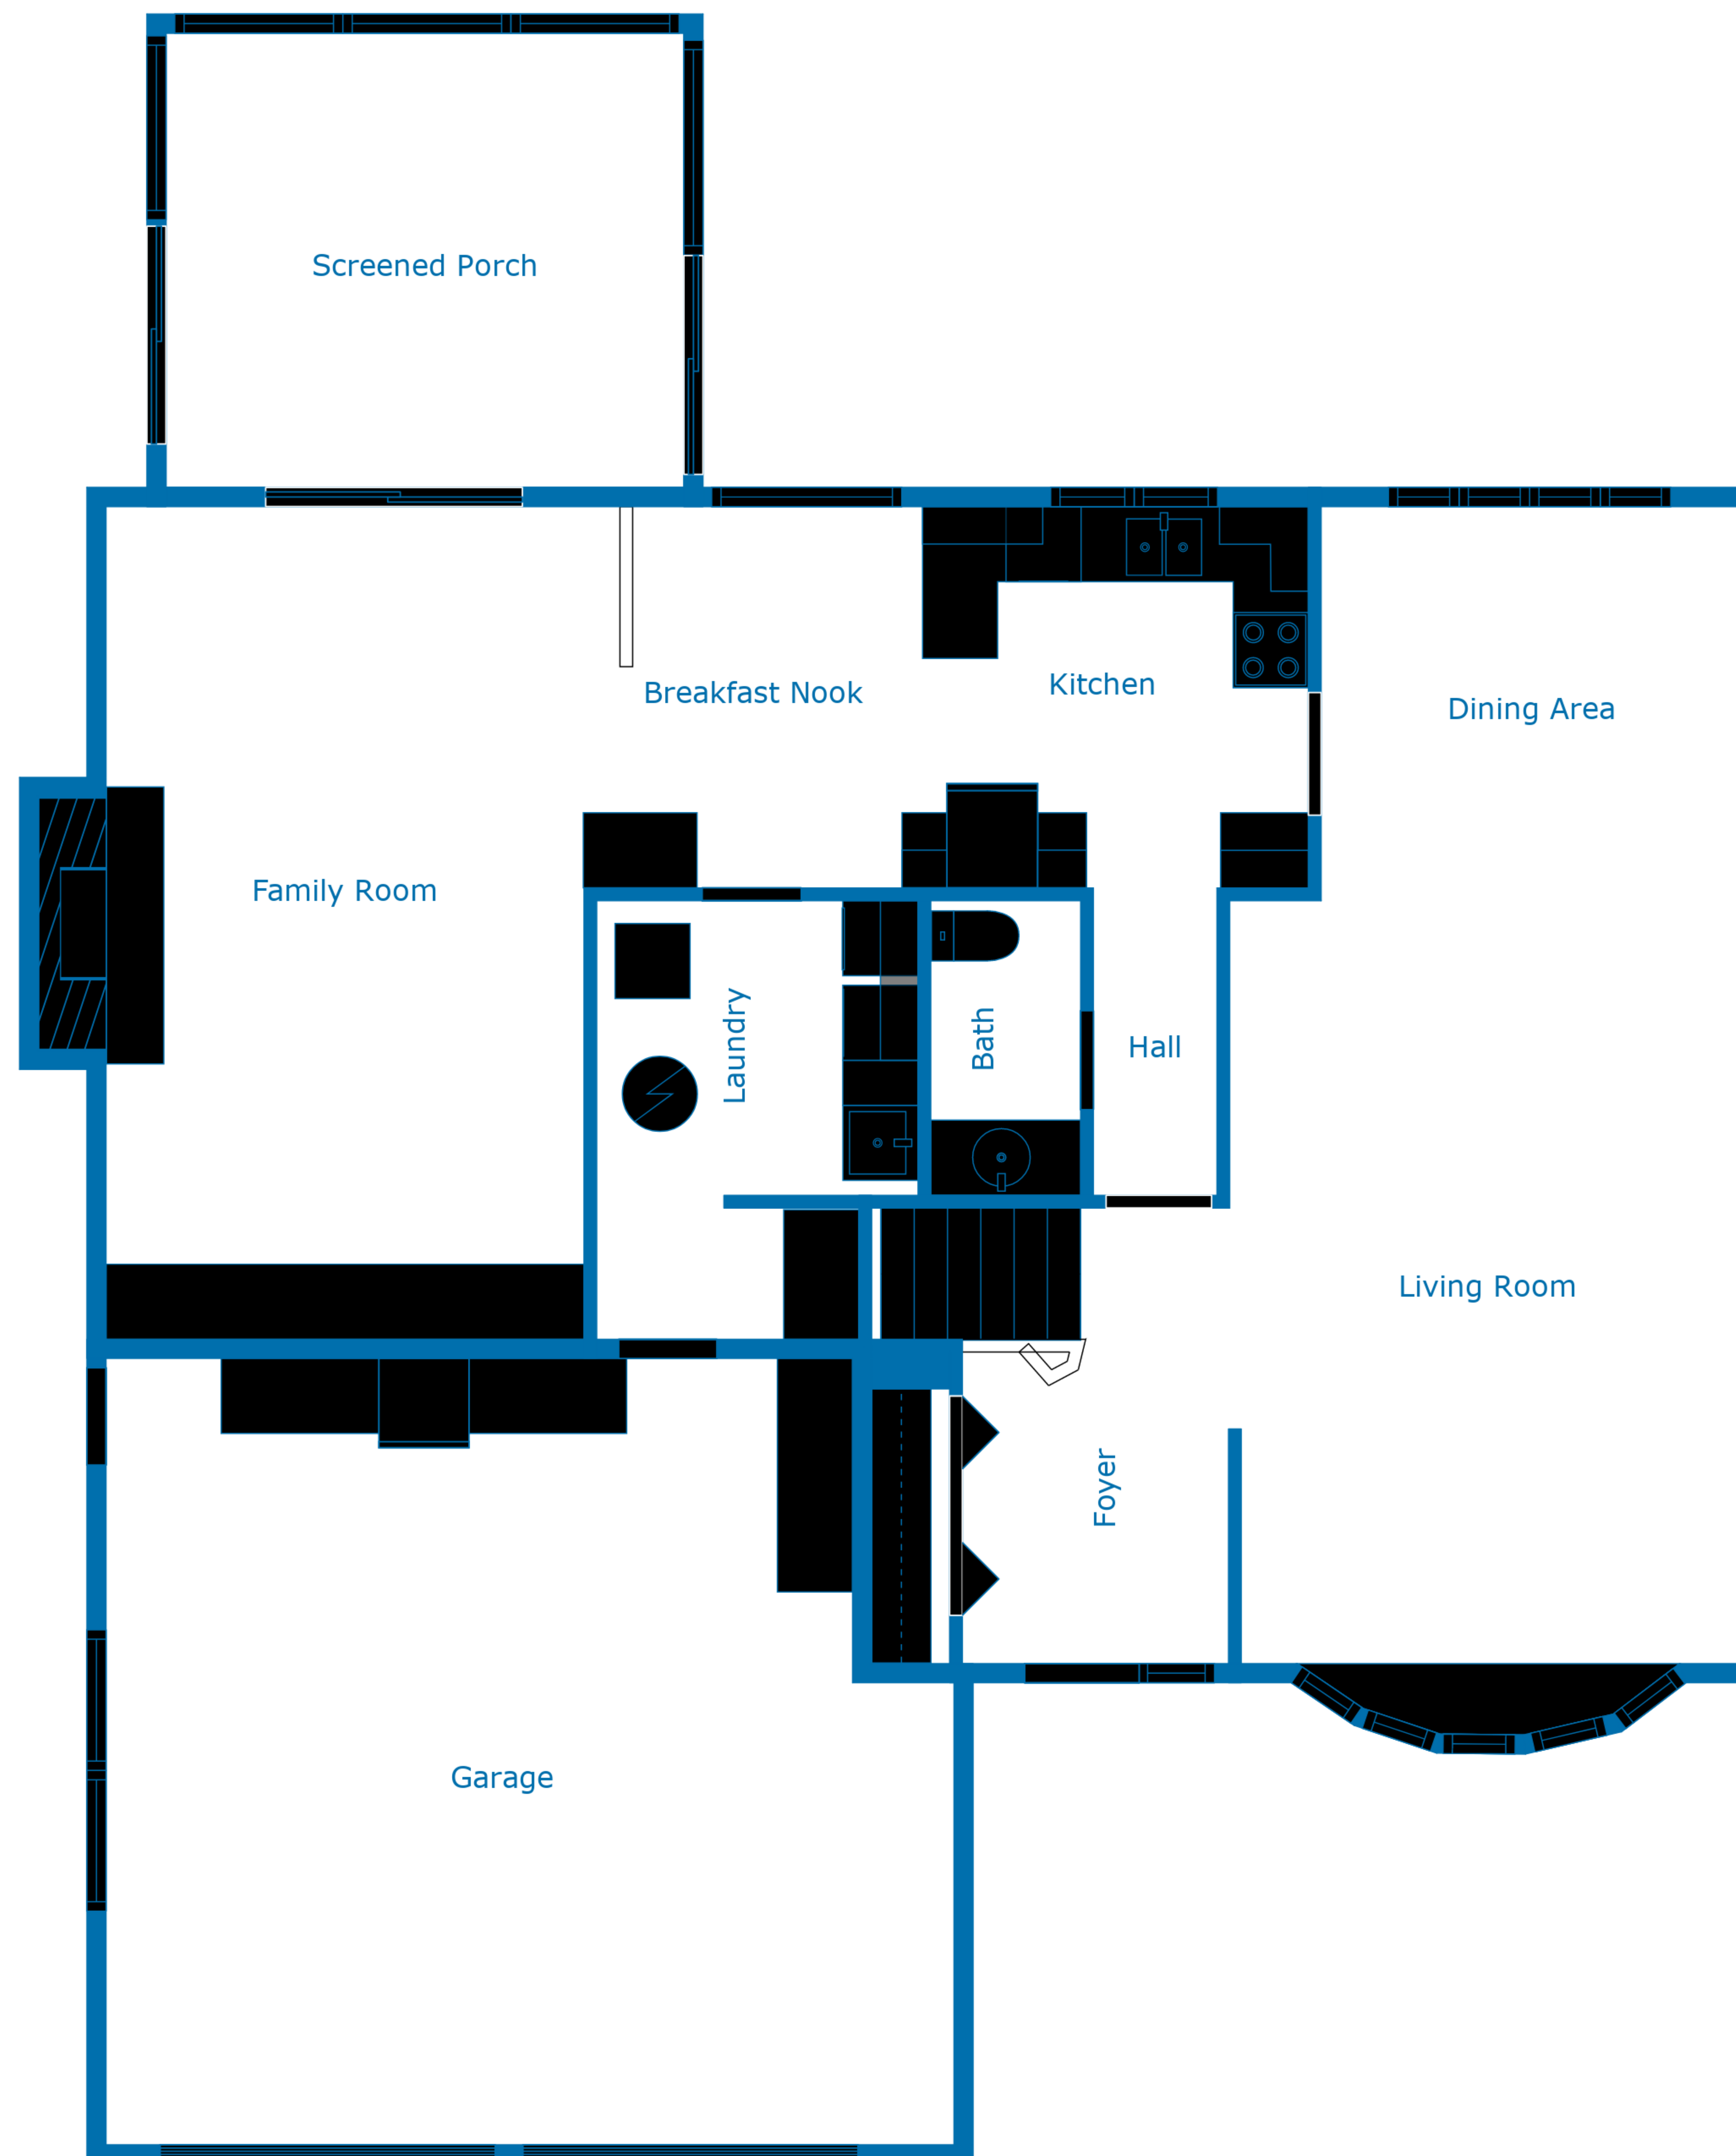 Screened Porch
Breakfast Nook
Kitchen
Dining Area
Family Room
Laundry
Bath
Hall
Living Room
Foyer
Garage